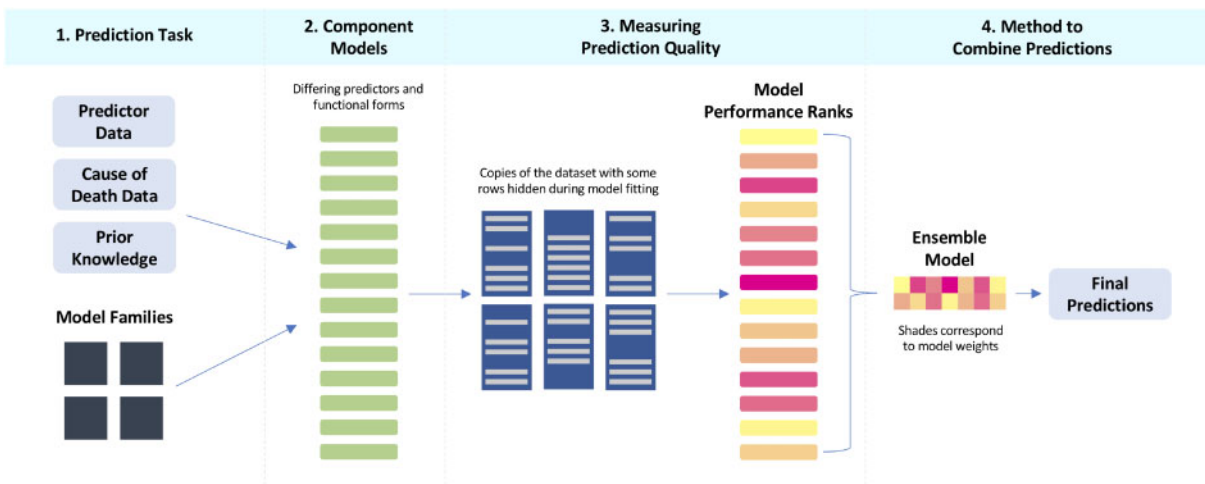 1. Prediction Task
2. Component
Models
3. Measuring
Prediction Quality
4. Method to
Combine Predictions
Predictor
Data
Cause of
Death Data
Prior
Knowledge
Model Families
Differing predictors and
functional forms
Copies of the dataset with some
rows hidden during model fitting
Model
Performance Ranks
Ensemble
Model
Shades correspond
to model weights
Final
Predictions